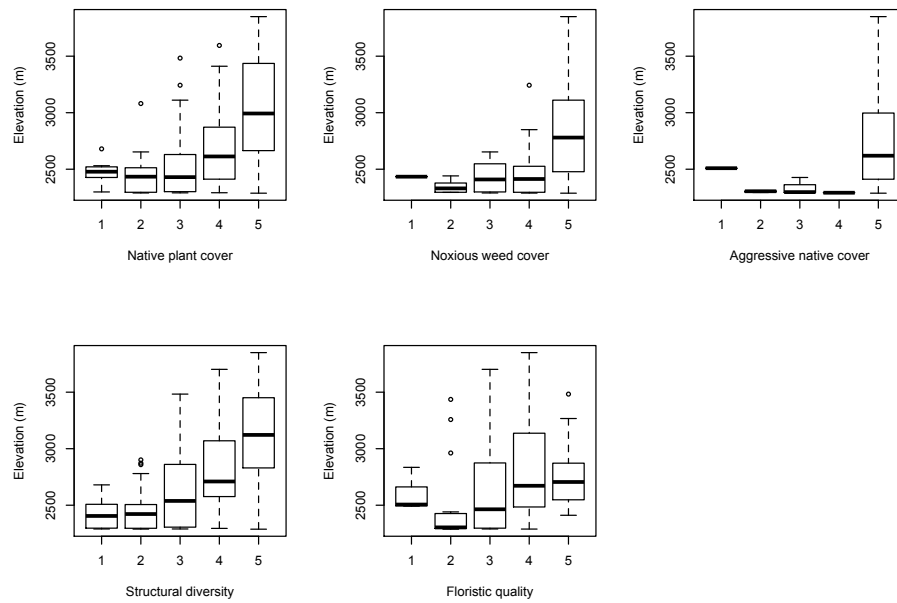 Elevation (m)
3500
3000
2500
1 2 3 4 5
Native plant cover
Elevation (m)
3500
3000
2500
1 2 3 4 5
Noxious weed cover
Elevation (m)
3500
3000
2500
1 2 3 4 5
Aggressive native cover
Elevation (m)
3500
3000
2500
1 2 3 4 5
Structural diversity
Elevation (m)
3500
3000
2500
1 2 3 4 5
Floristic quality